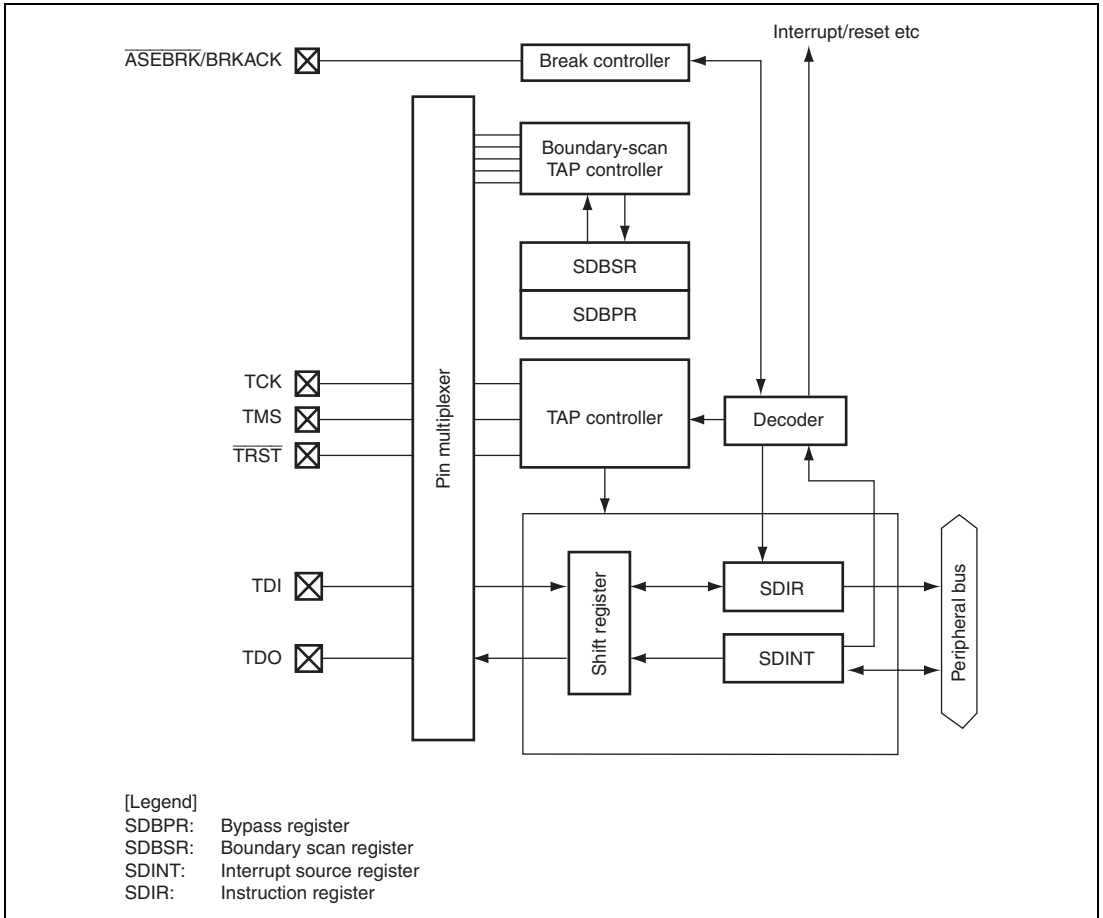 Interrupt/reset etc
ASEBRK/BRKACK
Break controller
Boundary-scan
TAP controller
SDBSR
SDBPR
Pin multiplexer
TCK
TMS
TRST
TAP controller
Decoder
TDI
TDO
Shift register
SDIR
SDINT
Peripheral bus
[Legend]
SDBPR: Bypass register
SDBSR: Boundary scan register
SDINT: Interrupt source register
SDIR: Instruction register